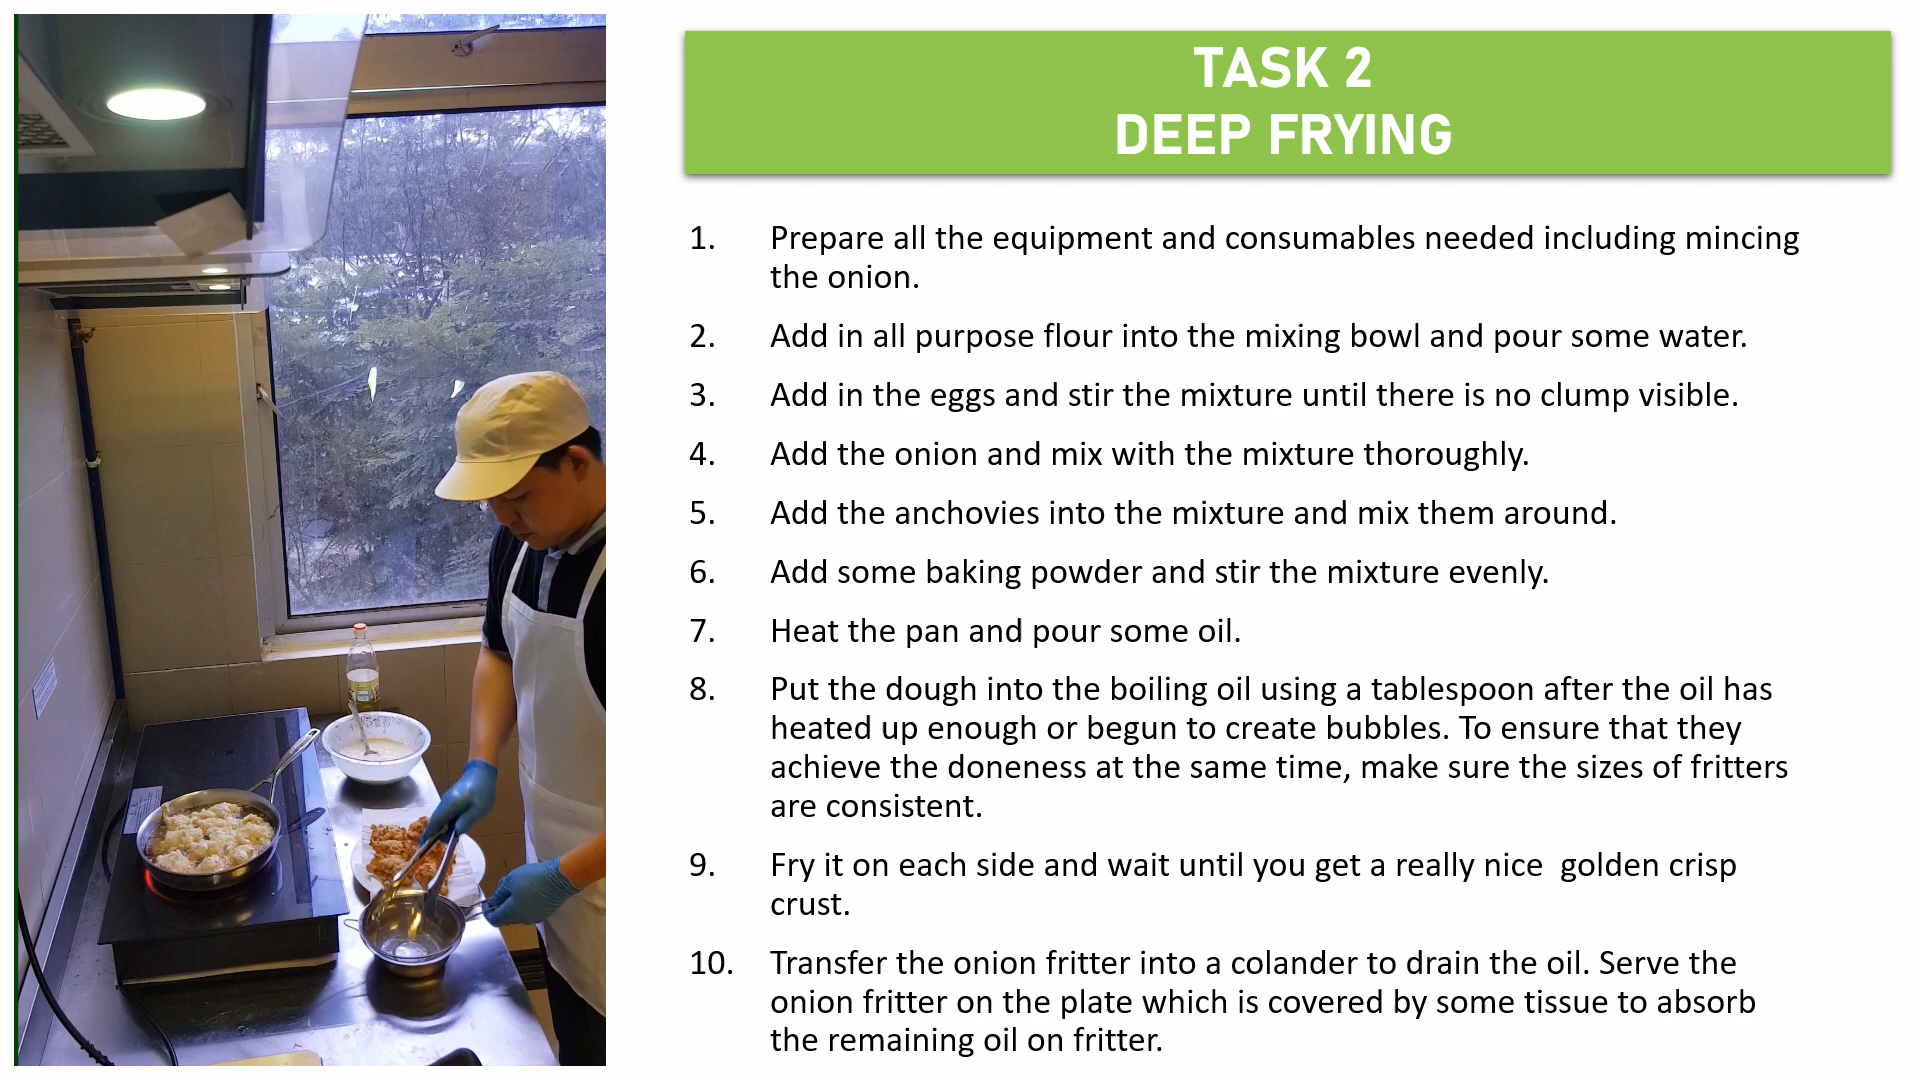 TASK 2
DEEP FRYING
1. Prepare all the equipment and consumables needed including mincing
the onion.
2. Add in all purpose flour into the mixing bowl and pour some water.
3. Add in the eggs and stir the mixture until there is no clump visible.
4. Add the onion and mix with the mixture thoroughly.
5. Add the anchovies into the mixture and mix them around.
6. Add some baking powder and stir the mixture evenly.
7. Heat the pan and pour some oil.
8. Put the dough into the boiling oil using a tablespoon after the oil has
heated up enough or begun to create bubbles. To ensure that they
achieve the doneness at the same time, make sure the sizes of fritters
are consistent.
9. Fry it on each side and wait until you get a really nice  golden crisp
crust.
10. Transfer the onion fritter into a colander to drain the oil. Serve the
onion fritter on the plate which is covered by some tissue to absorb
the remaining oil on fritter.